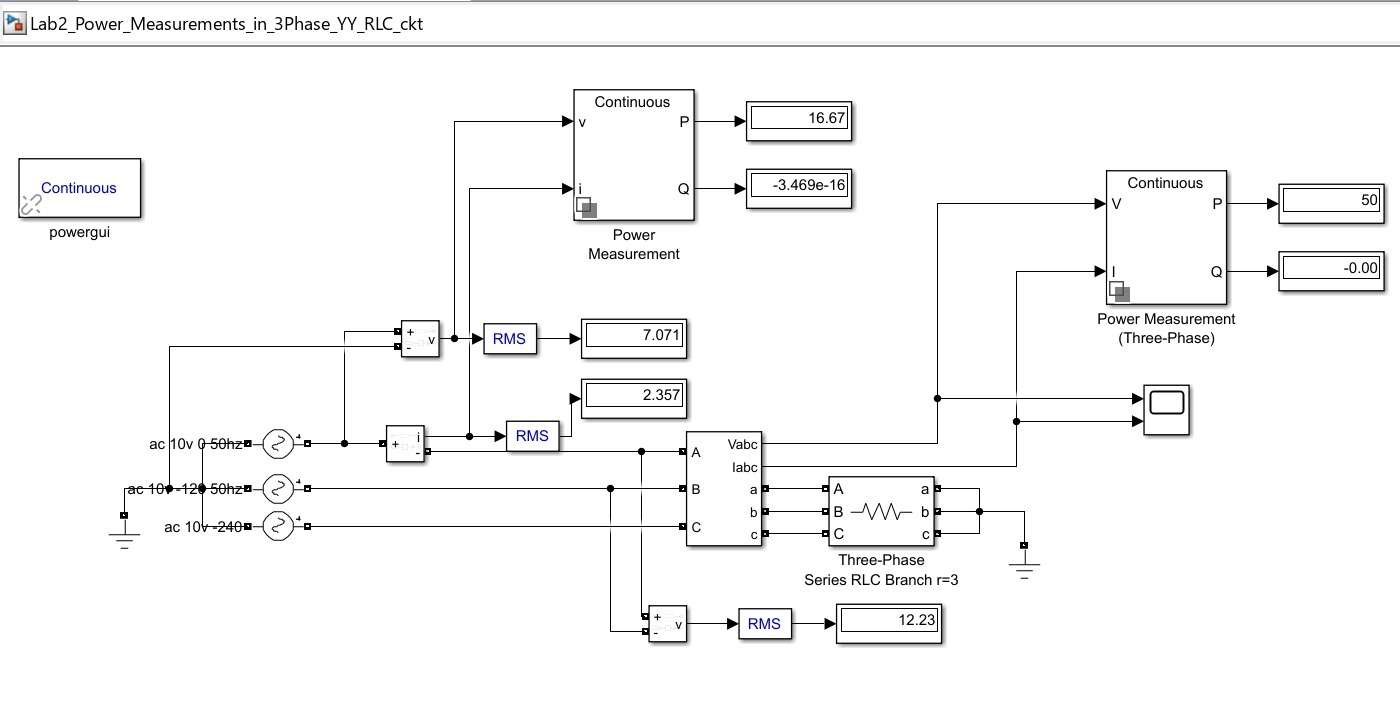 Lab2_Power_Measurements_in_3Phase_YY_RLC_ckt
Continuous
powergui
Continuous
v
i
P
Q
Power
Measurement
16.67
-3.469e-16
Continuous
V
I
P
Q
Power Measurement
(Three-Phase)
50
-0.00
+
-
v
RMS
7.071
2.357
ac 10v 0 50hz
+
+
i
-
RMS
ac 10v -120 50hz
+
ac 10v -240
+
A
B
C
Vabc
Iabc
a
b
c
A
B
C
a
b
c
Three-Phase
Series RLC Branch r=3
+
-
v
RMS
12.23